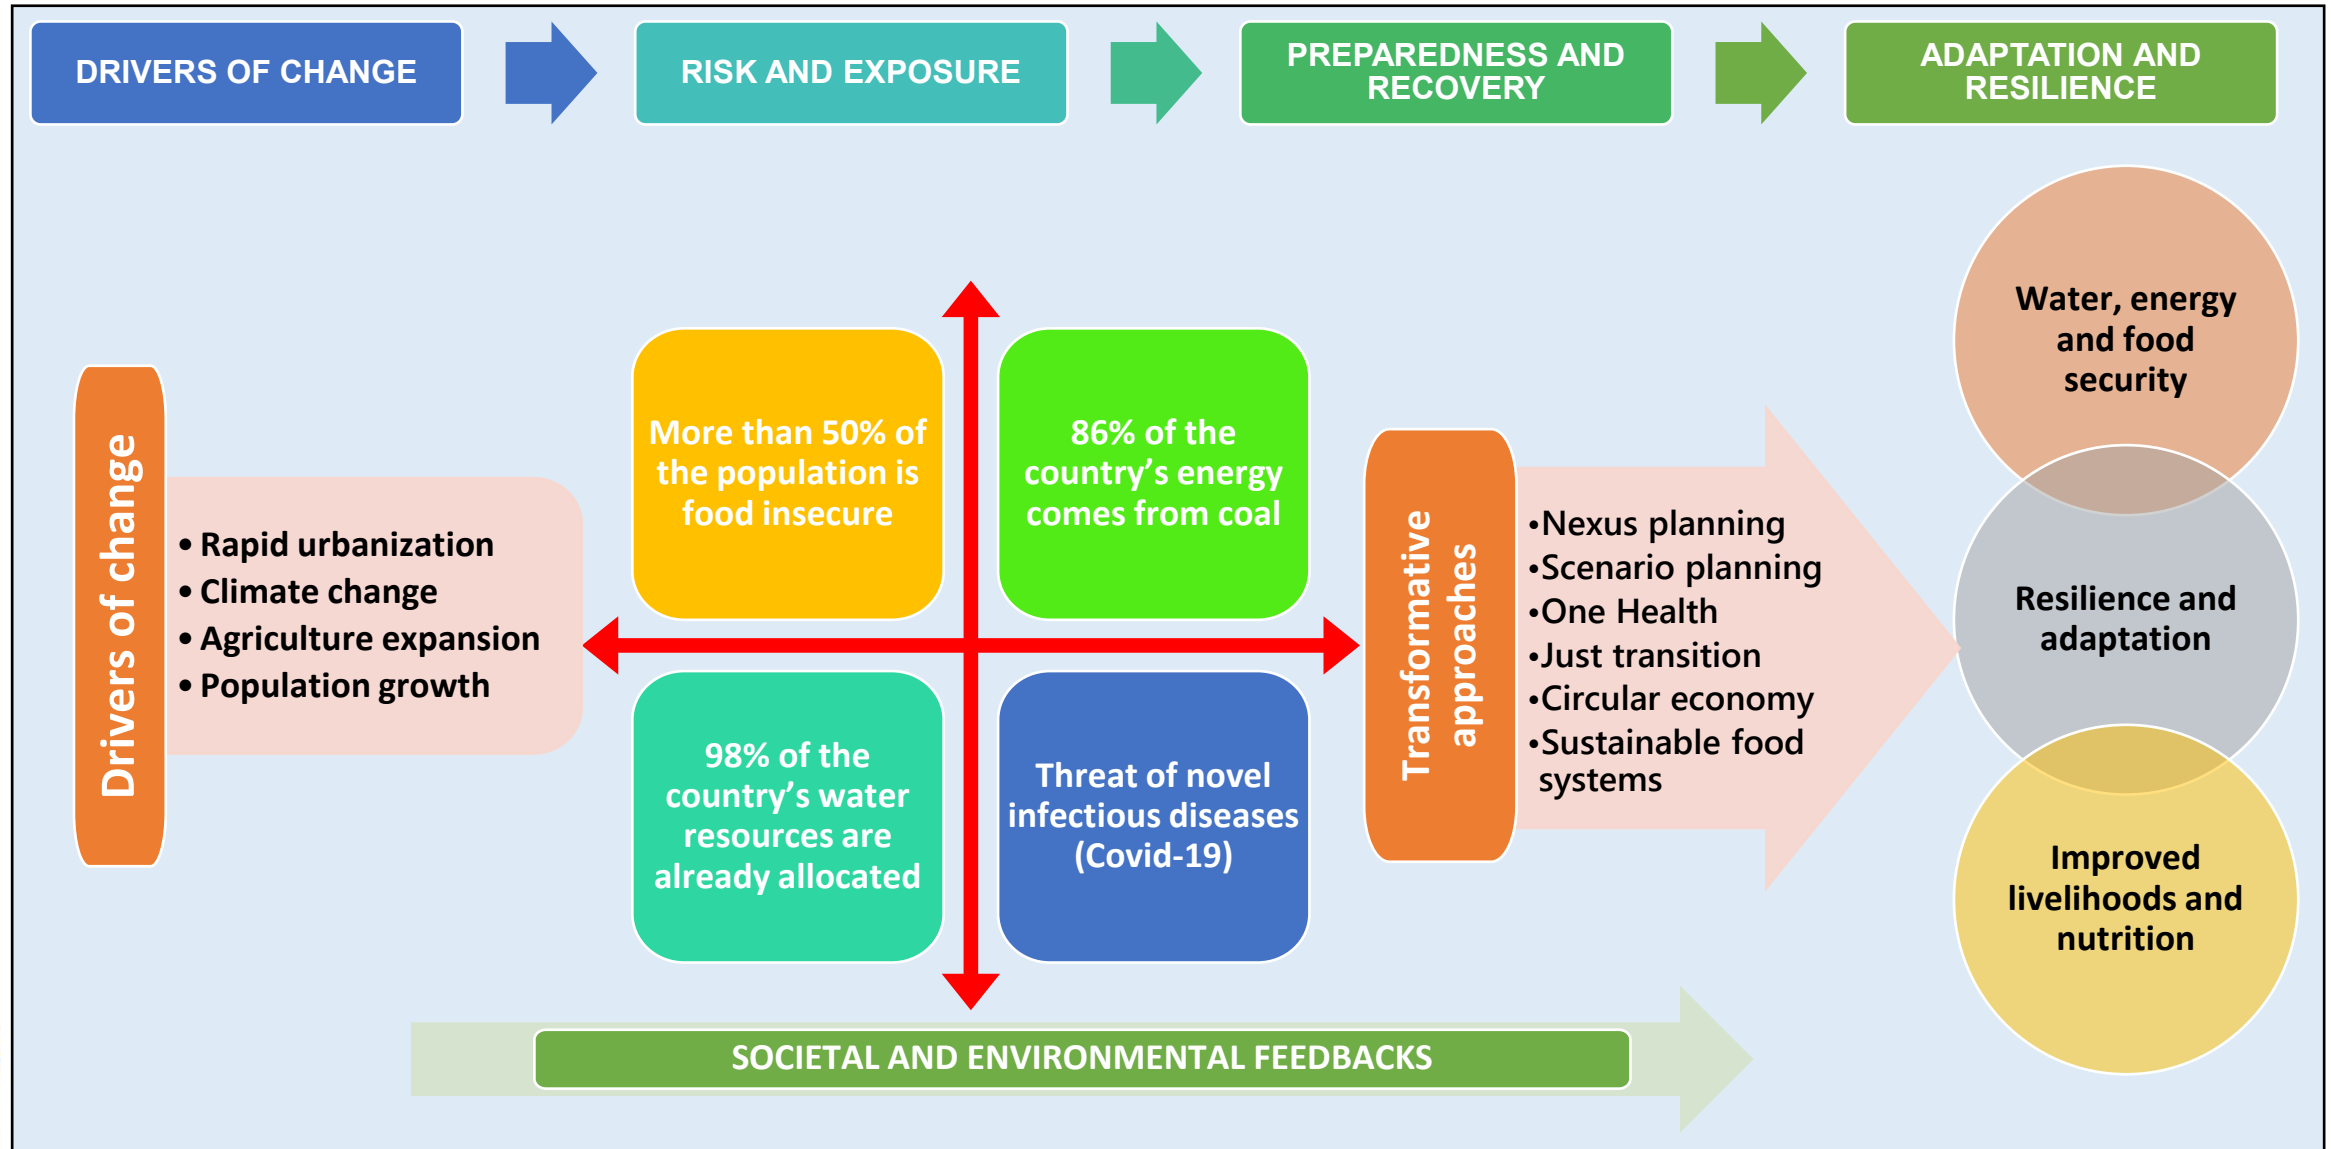 DRIVERS OF CHANGE
RISK AND EXPOSURE
PREPAREDNESS AND
RECOVERY
ADAPTATION AND
RESILIENCE
Drivers of change
• Rapid urbanization
• Climate change
• Agriculture expansion
• Population growth
More than 50% of
the population is
food insecure
86% of the
country’s energy
comes from coal
98% of the
country’s water
resources are
already allocated
Threat of novel
infectious diseases
(Covid-19)
Transformative
approaches
•Nexus planning
•Scenario planning
•One Health
•Just transition
•Circular economy
•Sustainable food
systems
Water, energy
and food
security
Resilience and
adaptation
Improved
livelihoods and
nutrition
SOCIETAL AND ENVIRONMENTAL FEEDBACKS